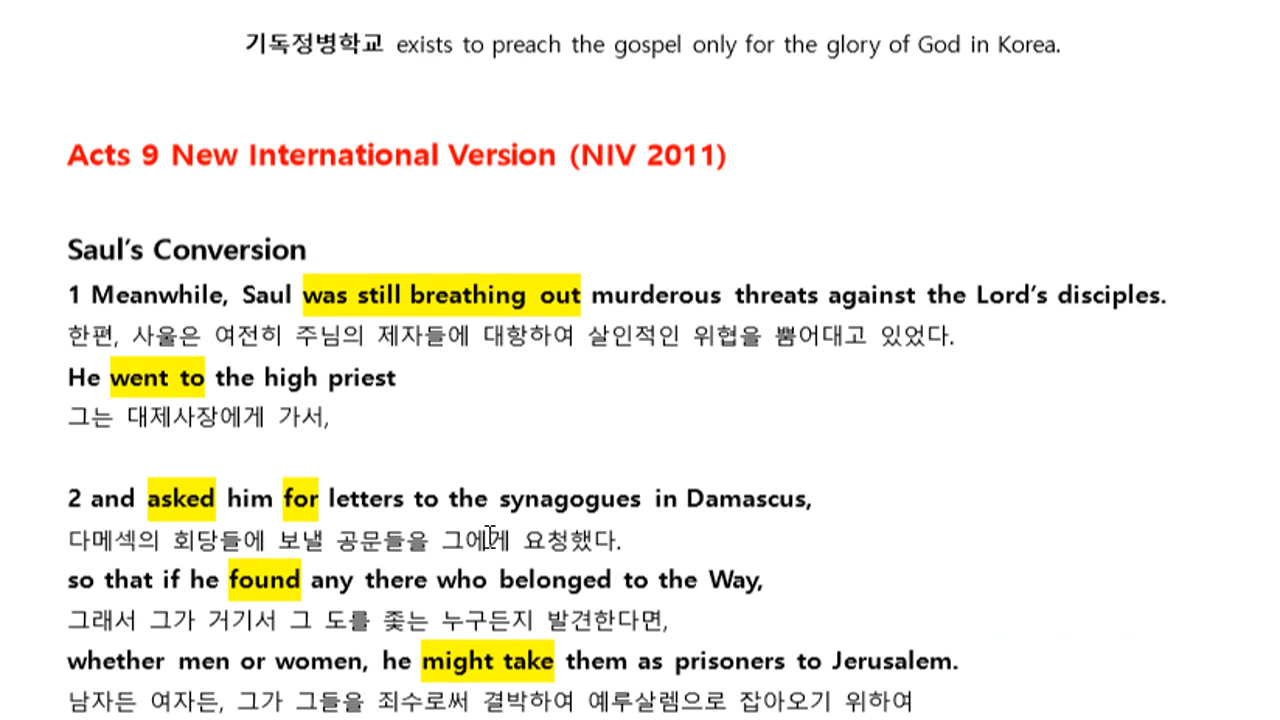 기독정병학교 exists to preach the gospel only for the glory of God in Korea.
Acts 9 New International Version (NIV 2011)
Saul's Conversion
1 Meanwhile, Saul was still breathing out murderous threats against the Lord's disciples.
한편, 사울은 여전히 주님의 제자들에 대항하여 살인적인 위협을 뿜어대고 있었다.
He went to the high priest
그는 대제사장에게 가서,
2 and asked him for letters to the synagogues in Damascus,
다메섹의 회당들에 보낼 공문들을 그에게 요청했다.
so that if he found any there who belonged to the Way,
그래서 그가 거기서 그 도를 좇는 누구든지 발견한다면,
whether men or women, he might take them as prisoners to Jerusalem.
남자든 여자든, 그가 그들을 죄수로써 결박하여 예루살렘으로 잡아오기 위하여